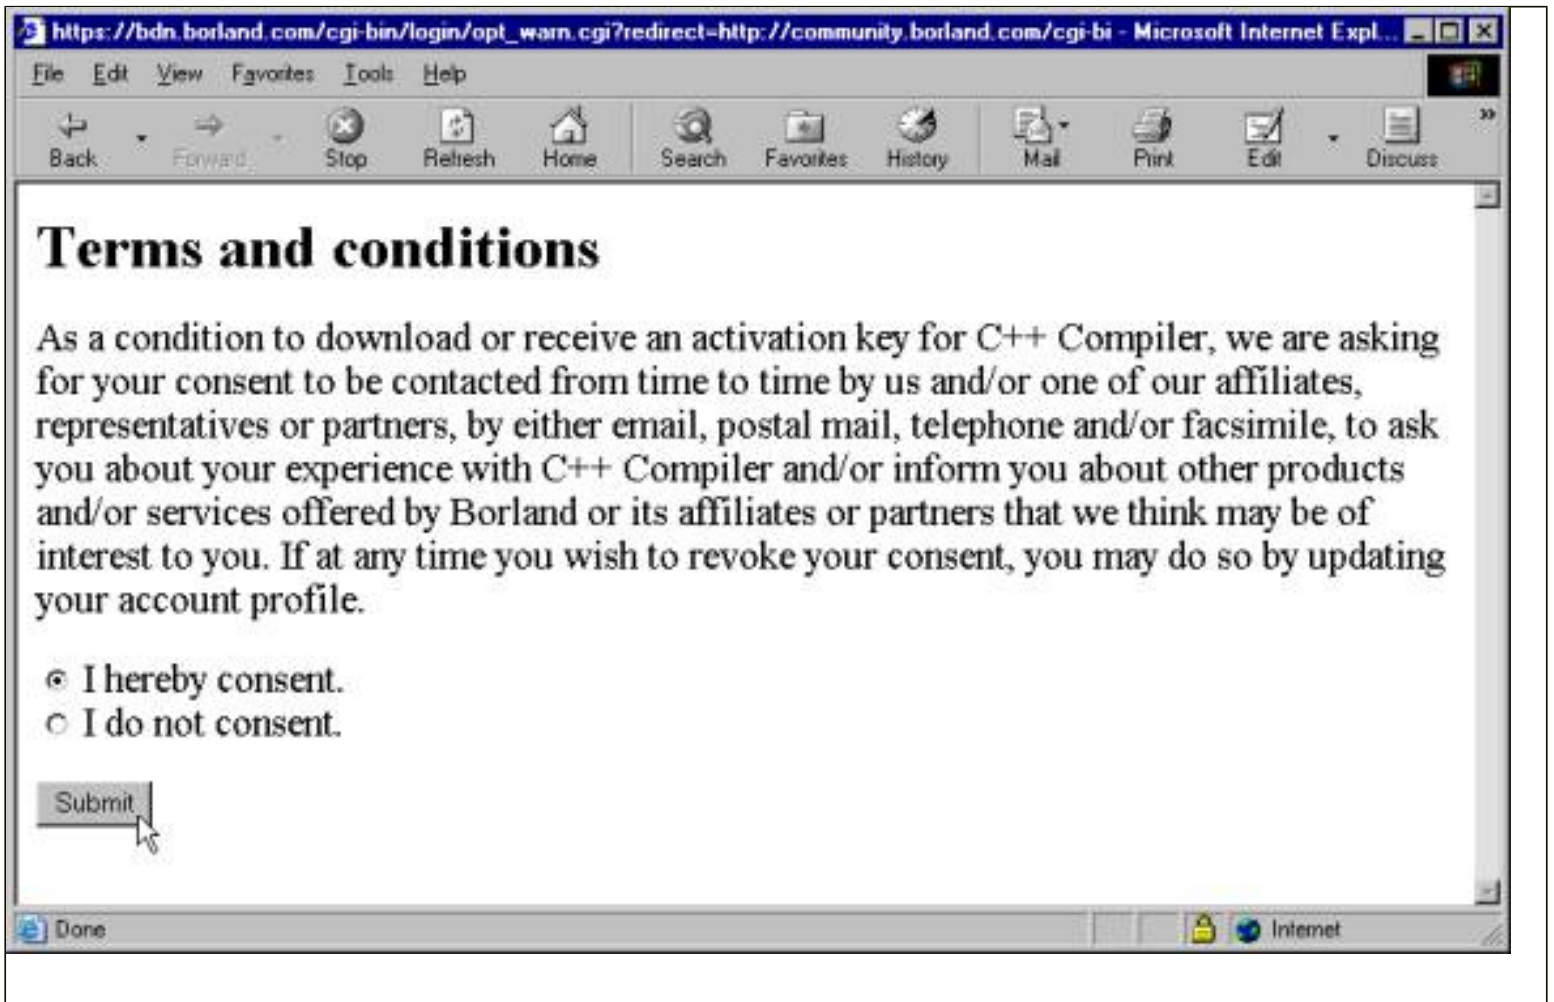 https://bdn.borland.com/cgi-bin/login/opt_warn.cgi?redirect=http://community.borland.com/cgi-bi - Microsoft Internet Expl...
File Edit View Favorites Tools Help
Back Forward Stop Refresh Home Search Favorites History Mail Print Edit Discuss »
Terms and conditions
As a condition to download or receive an activation key for C++ Compiler, we are asking
for your consent to be contacted from time to time by us and/or one of our affiliates,
representatives or partners, by either email, postal mail, telephone and/or facsimile, to ask
you about your experience with C++ Compiler and/or inform you about other products
and/or services offered by Borland or its affiliates or partners that we think may be of
interest to you. If at any time you wish to revoke your consent, you may do so by updating
your account profile.
I hereby consent.
I do not consent.
Submit
Done Internet